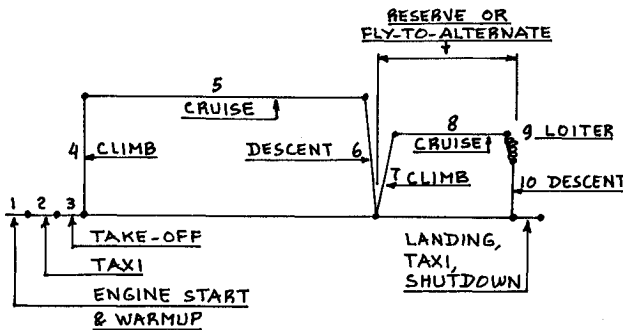 RESERVE OR
FLY-TO-ALTERNATE
5
CRUISE
8
CRUISE
9 LOITER
4
CLIMB
DESCENT 6
7 CLIMB
10 DESCENT
1 2 3
TAKE-OFF
TAXI
ENGINE START
& WARMUP
LANDING,
TAXI,
SHUTDOWN